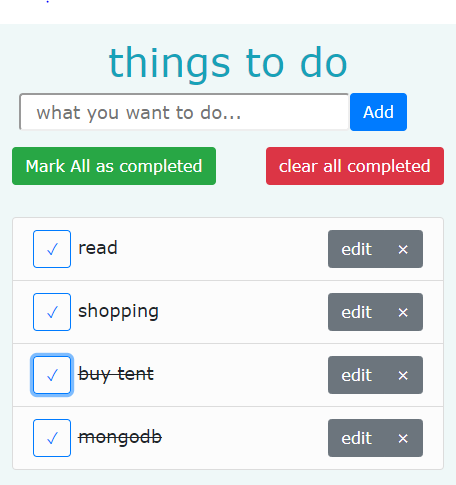 things to do
what you want to do... Add
Mark All as completed clear all completed
✓ read edit ×
✓ shopping edit ×
✓ buy tent edit ×
✓ mongodb edit ×